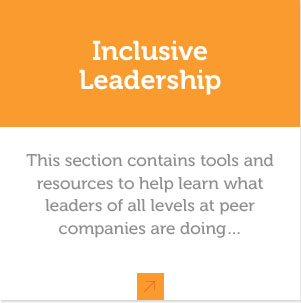 Inclusive
Leadership
This section contains tools and
resources to help learn what
leaders of all levels at peer
companies are doing...